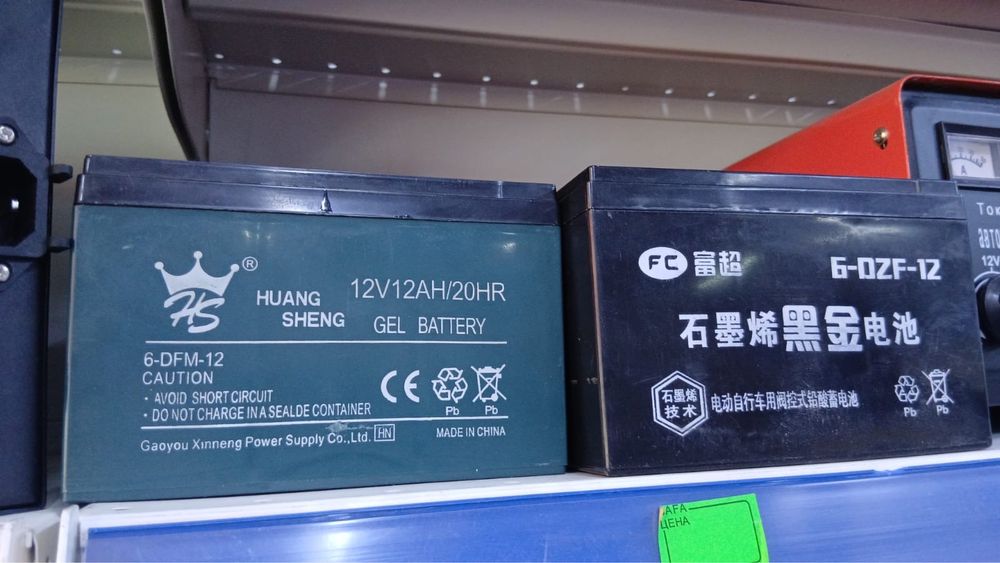 HS ®
HUANG
SHENG
12V12AH/20HR
GEL BATTERY
6-DFM-12
CAUTION
· AVOID SHORT CIRCUIT
· DO NOT CHARGE IN A SEALDE CONTAINER
CE
Pb Pb
Gaoyou Xinneng Power Supply Co.,Ltd. HN
MADE IN CHINA
FC 富超
6-DZF-12
石墨烯黑金电池
石墨烯
技术
电动自行车用阀控式铅酸蓄电池
Pb Pb
A
12V
ЦЕНА